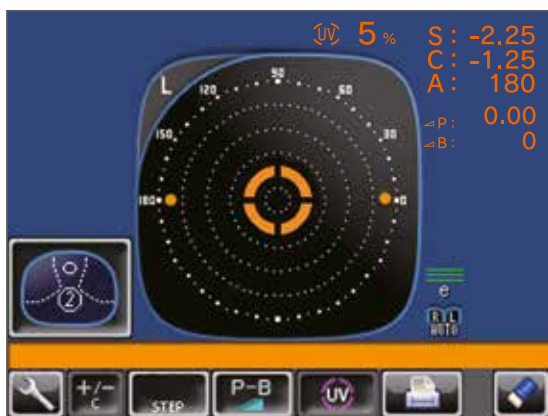 UV 5 %
S: -2.25
C: -1.25
A: 180
⊿P: 0.00
⊿B: 0
L
90
120
60
150
30
180
0
2
e
R L
AUTO
+/-
C
STEP
P-B
UV